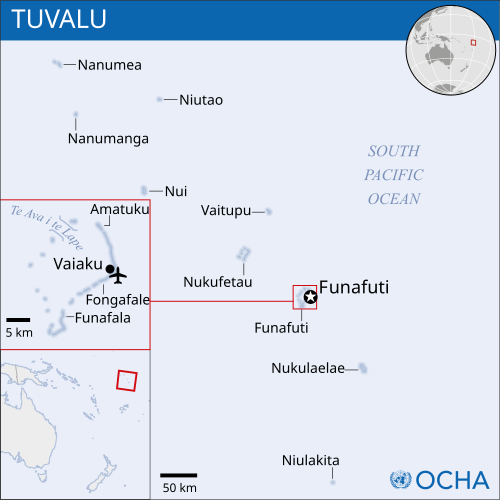 TUVALU
Nanumea
Niutao
Nanumanga
SOUTH
PACIFIC
OCEAN
Nui
Vaitupu
Te Ava i te Lape
Amatuku
Vaiaku
Fongafale
Funafala
5 km
Nukufetau
Funafuti
Funafuti
Nukulaelae
Niulakita
50 km
OCHA